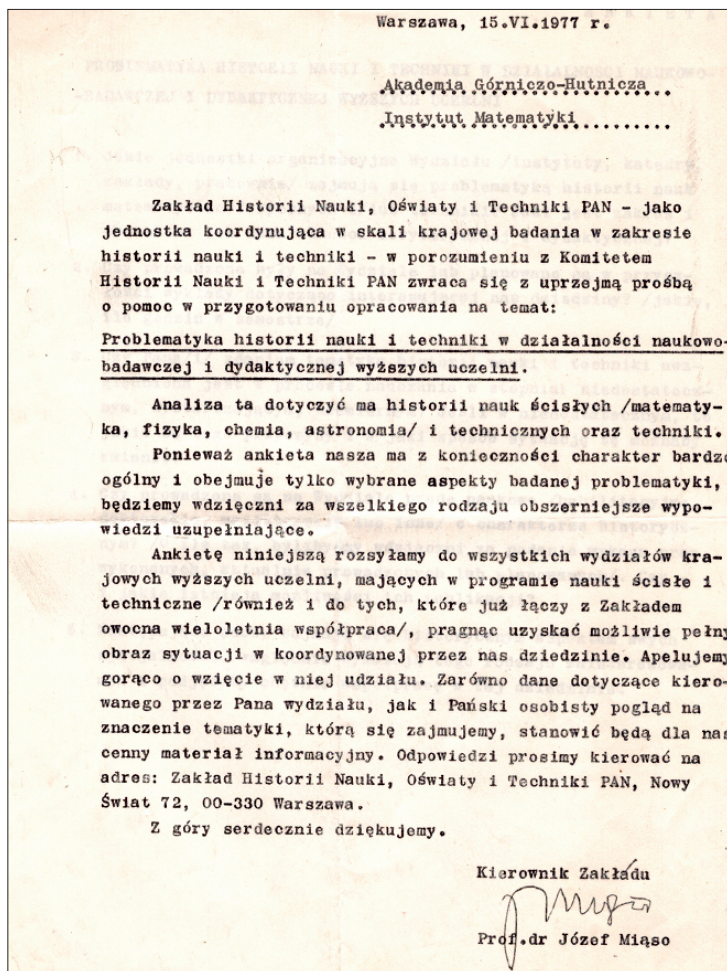 Warszawa, 15.VI.1977 r.
Akademia Górniczo-Hutnicza...
Instytut Matematyki..........
Zakład Historii Nauki, Oświaty i Techniki PAN - jako
jednostka koordynująca w skali krajowej badania w zakresie
historii nauki i techniki - w porozumieniu z Komitetem
Historii Nauki i Techniki PAN zwraca się z uprzejmą prośbą
o pomoc w przygotowaniu opracowania na temat:
Problematyka historii nauki i techniki w działalności naukowo-
badawczej i dydaktycznej wyższych uczelni.
Analiza ta dotyczyć ma historii nauk ścisłych /matematy-
ka, fizyka, chemia, astronomia/ i technicznych oraz techniki.
Ponieważ ankieta nasza ma z konieczności charakter bardzo
ogólny i obejmuje tylko wybrane aspekty badanej problematyki,
będziemy wdzięczni za wszelkiego rodzaju obszerniejsze wypo-
wiedzi uzupełniające.
Ankietę niniejszą rozsyłamy do wszystkich wydziałów kra-
jowych wyższych uczelni, mających w programie nauki ścisłe i
techniczne /również i do tych, które już łączy z Zakładem
owocna wieloletnia współpraca/, pragnąc uzyskać możliwie pełny
obraz sytuacji w koordynowanej przez nas dziedzinie. Apelujemy
gorąco o wzięcie w niej udziału. Zarówno dane dotyczące kiero-
wanego przez Pana wydziału, jak i Pański osobisty pogląd na
znaczenie tematyki, którą się zajmujemy, stanowić będą dla nas
cenny materiał informacyjny. Odpowiedzi prosimy kierować na
adres: Zakład Historii Nauki, Oświaty i Techniki PAN, Nowy
Świat 72, 00-330 Warszawa.
Z góry serdecznie dziękujemy.
Kierownik Zakładu
Prof.dr Józef Miąso